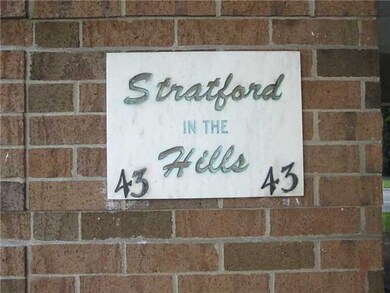 Stratford
IN THE
Hills
43 43